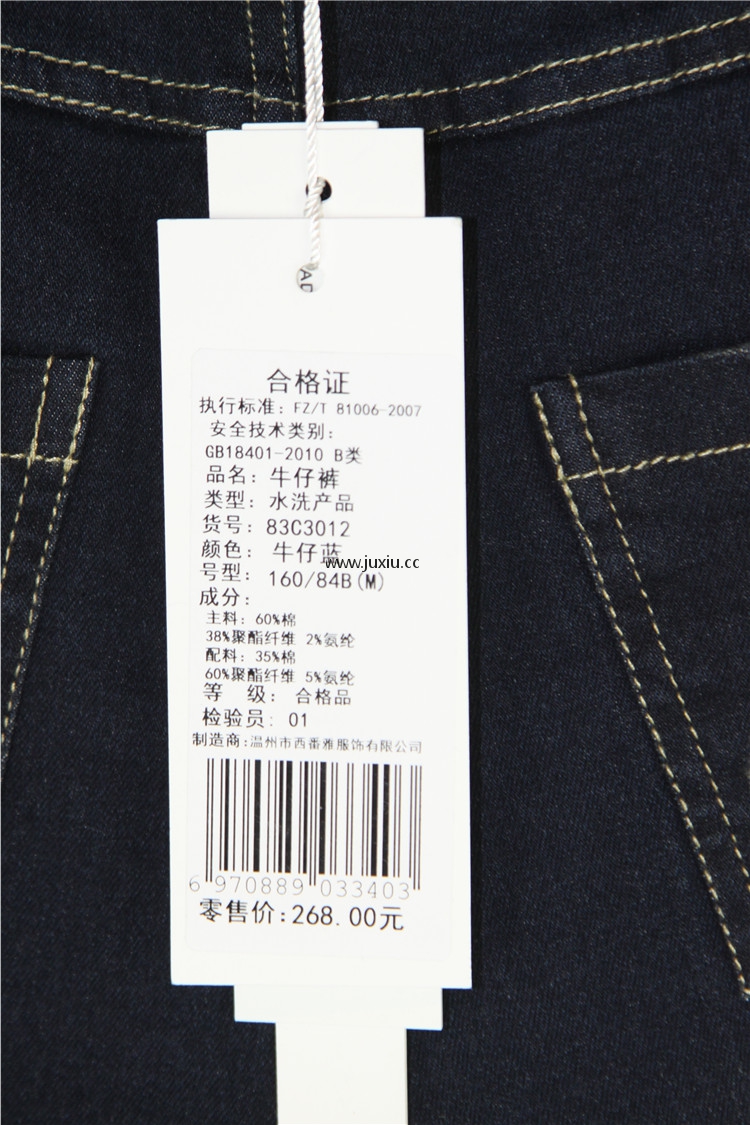 AD
合格证
执行标准: FZ/T 81006-2007
安全技术类别:
GB18401-2010 B类
品名: 牛仔裤
类型: 水洗产品
货号: 83C3012
颜色: 牛仔蓝
www.juxiu.cc
号型: 160/84B(M)
成分:
主料: 60%棉
38%聚酯纤维 2%氨纶
配料: 35%棉
60%聚酯纤维 5%氨纶
等 级: 合格品
检验员: 01
制造商:温州市西番雅服饰有限公司
6 970889 033403
零售价:268.00元